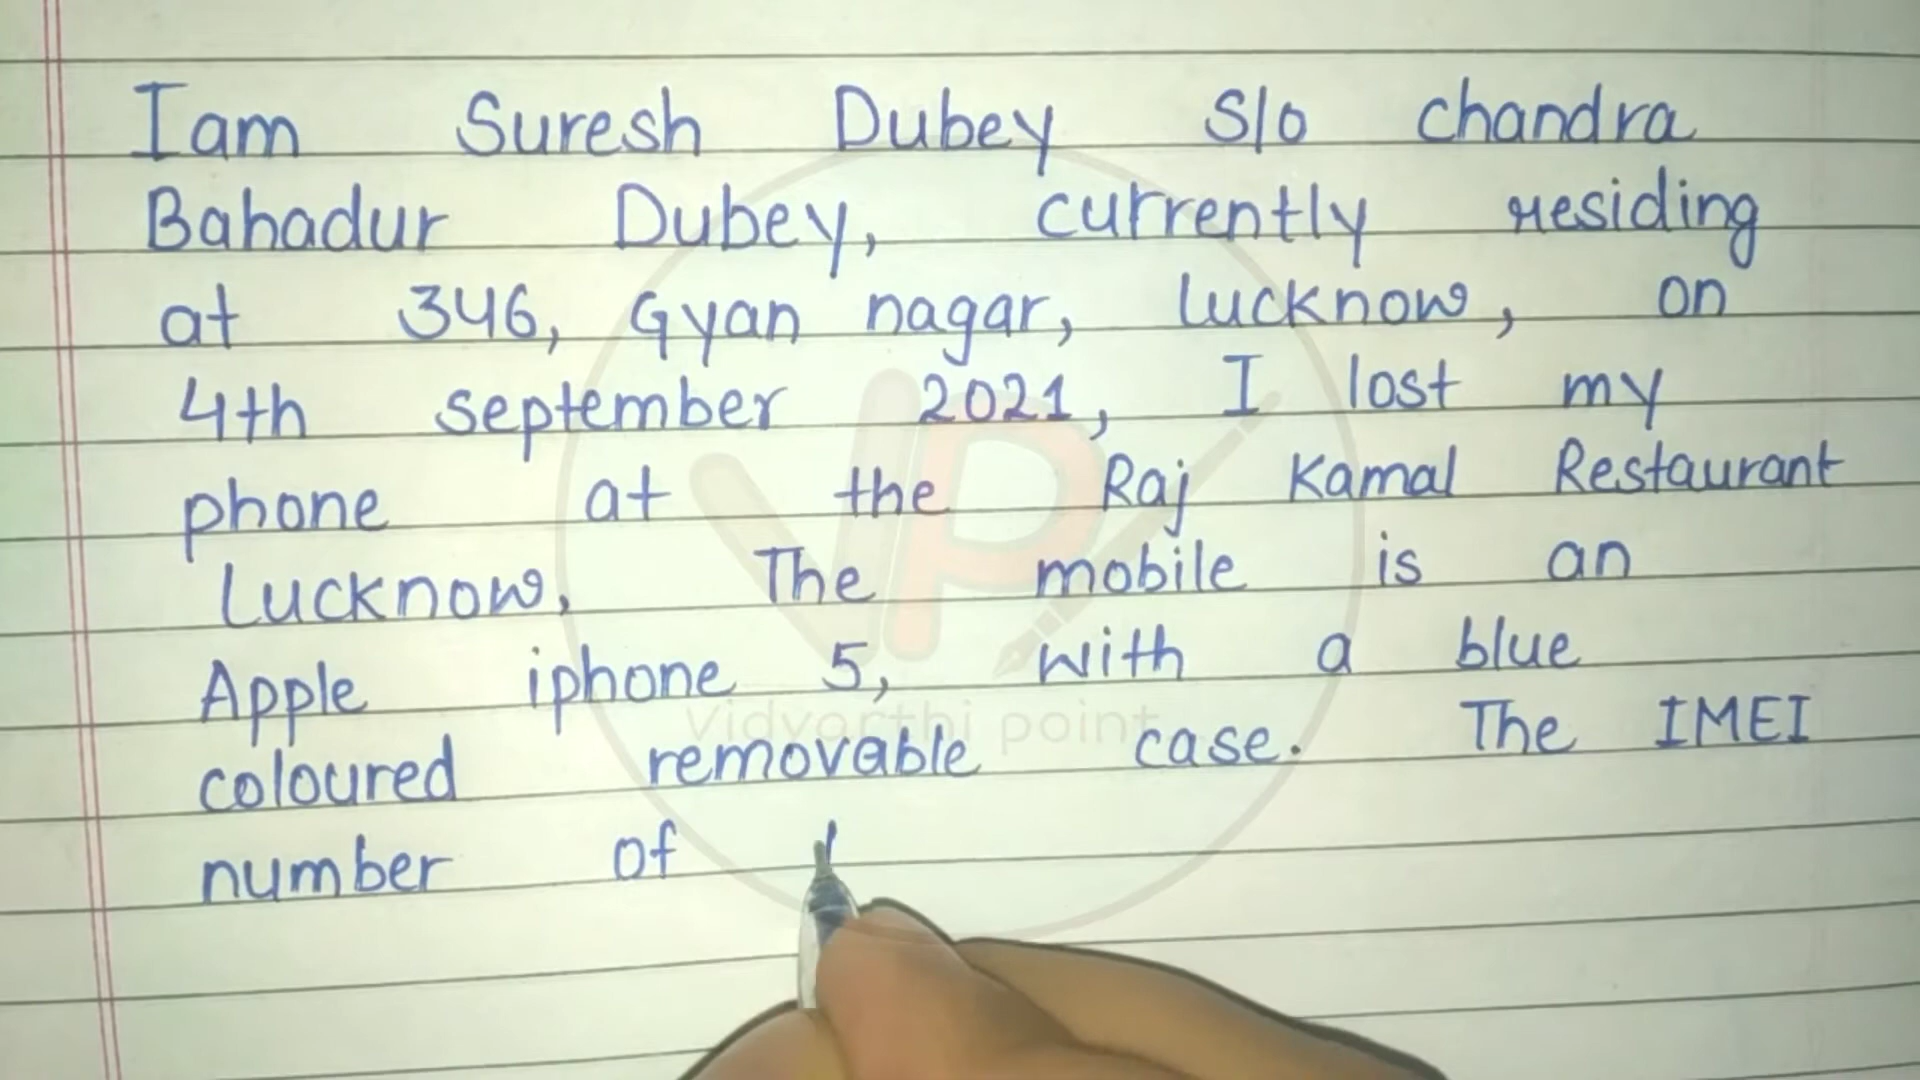 Iam Suresh Dubey S/o chandra
Bahadur Dubey, currently residing
at 346, Gyan nagar, lucknow, on
4th september 2021, I lost my
phone at the Raj Kamal Restaurant
Lucknow. The mobile is an
Apple iphone 5, with a blue
Vidyarthi point
coloured removable case. The IMEI
number of